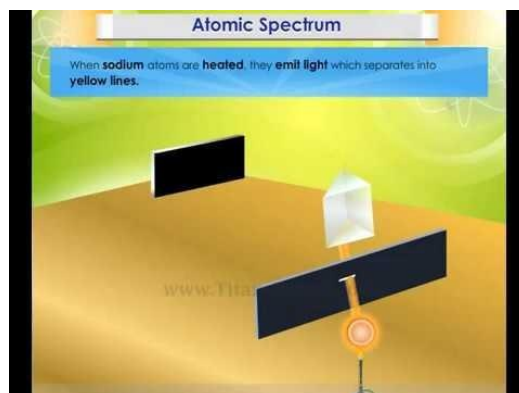 Atomic Spectrum
When sodium atoms are heated, they emit light which separates into
yellow lines.